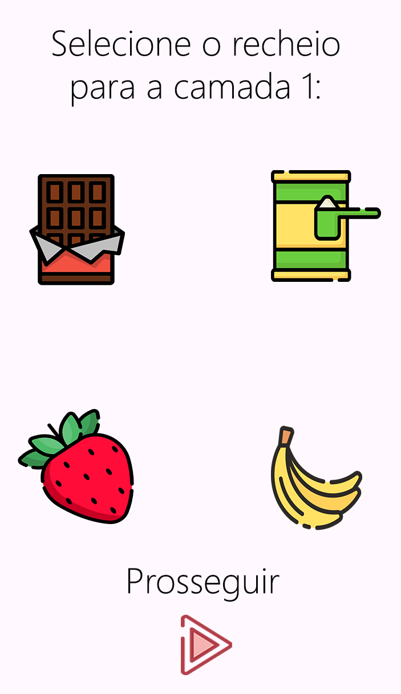 Selecione o recheio
para a camada 1:
Prosseguir